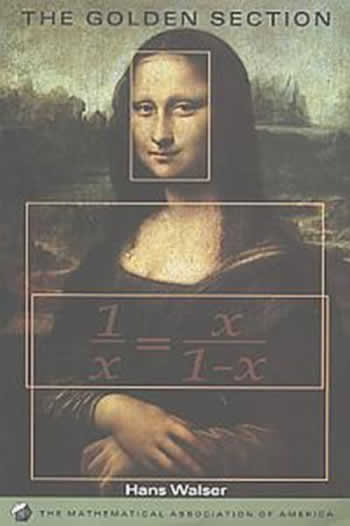 THE GOLDEN SECTION
1/x = x/1-x
Hans Walser
THE MATHEMATICAL ASSOCIATION OF AMERICA